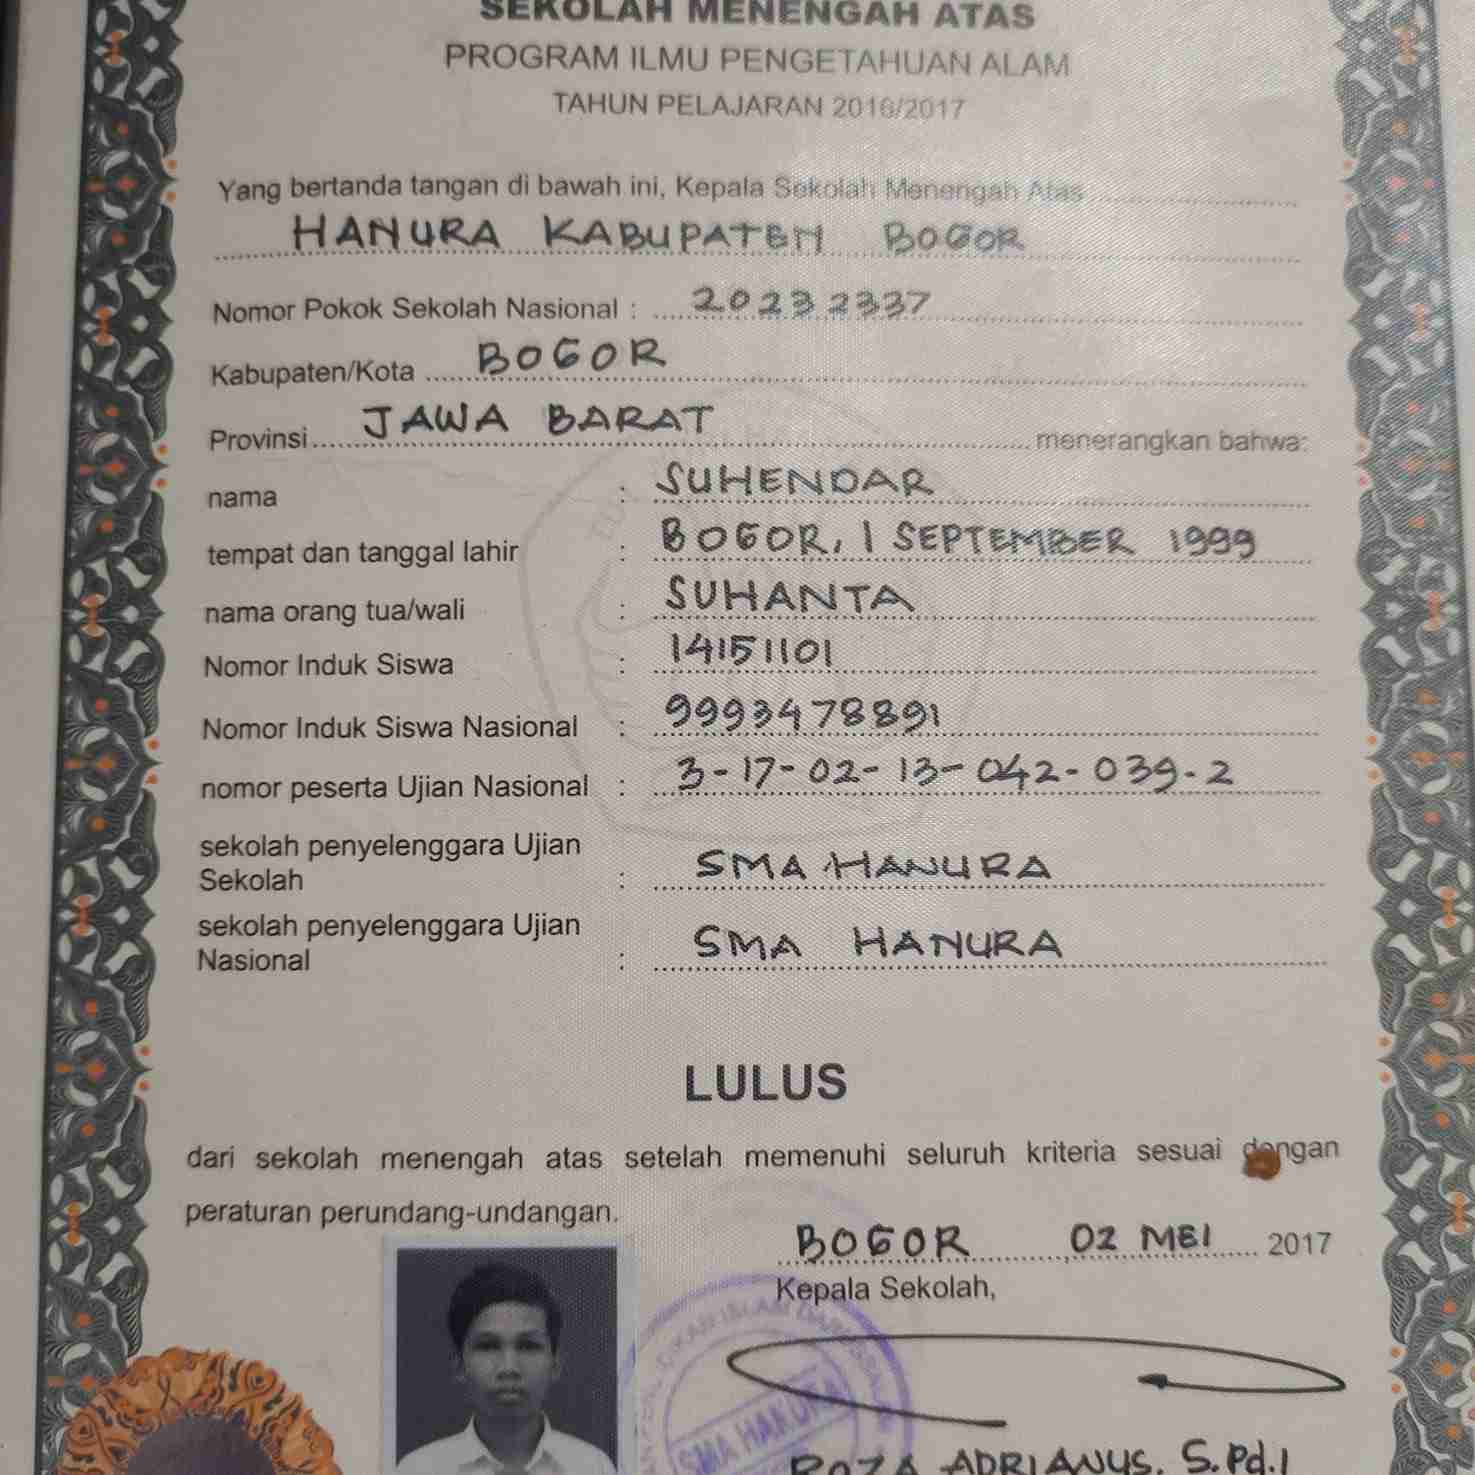 SEKOLAH MENENGAH ATAS
PROGRAM ILMU PENGETAHUAN ALAM
TAHUN PELAJARAN 2016/2017
Yang bertanda tangan di bawah ini, Kepala Sekolah Menengah Atas
HANURA KABUPATEN BOGOR
Nomor Pokok Sekolah Nasional : 20232337
Kabupaten/Kota BOGOR
Provinsi JAWA BARAT menerangkan bahwa:
nama : SUHENDAR
tempat dan tanggal lahir : BOGOR, 1 SEPTEMBER 1999
nama orang tua/wali : SUHANTA
Nomor Induk Siswa : 14151101
Nomor Induk Siswa Nasional : 9993478891
nomor peserta Ujian Nasional : 3-17-02-13-042-039-2
sekolah penyelenggara Ujian
Sekolah : SMA HANURA
sekolah penyelenggara Ujian
Nasional : SMA HANURA
LULUS
dari sekolah menengah atas setelah memenuhi seluruh kriteria sesuai dengan
peraturan perundang-undangan.
BOGOR 02 MEI 2017
Kepala Sekolah,
SMA HANURA
ROZA ADRIANUS. S.Pd.I